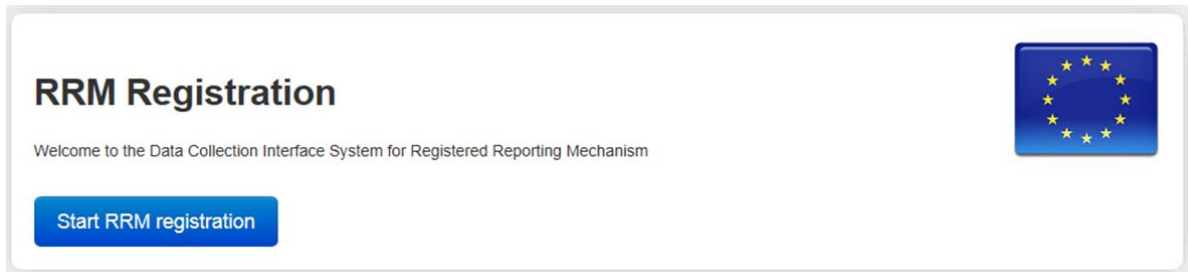 RRM Registration
Welcome to the Data Collection Interface System for Registered Reporting Mechanism
Start RRM registration